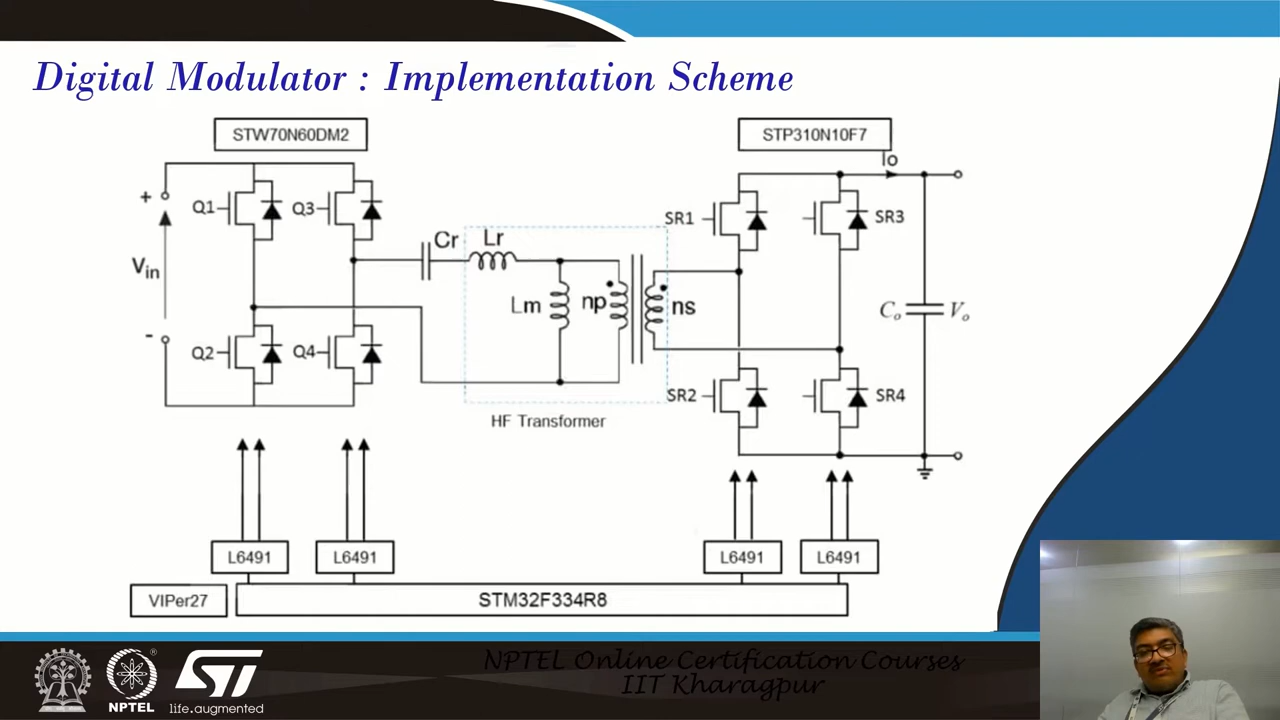 Digital Modulator : Implementation Scheme
STW70N60DM2
STP310N10F7
Io
+
Q1
Q3
SR1
SR3
Cr
Lr
Vin
Lm
np
ns
Co
Vo
-
Q2
Q4
SR2
SR4
HF Transformer
L6491
L6491
L6491
L6491
VIPer27
STM32F334R8
NPTEL Online Certification Courses
IIT Kharagpur
NPTEL
ST
life.augmented